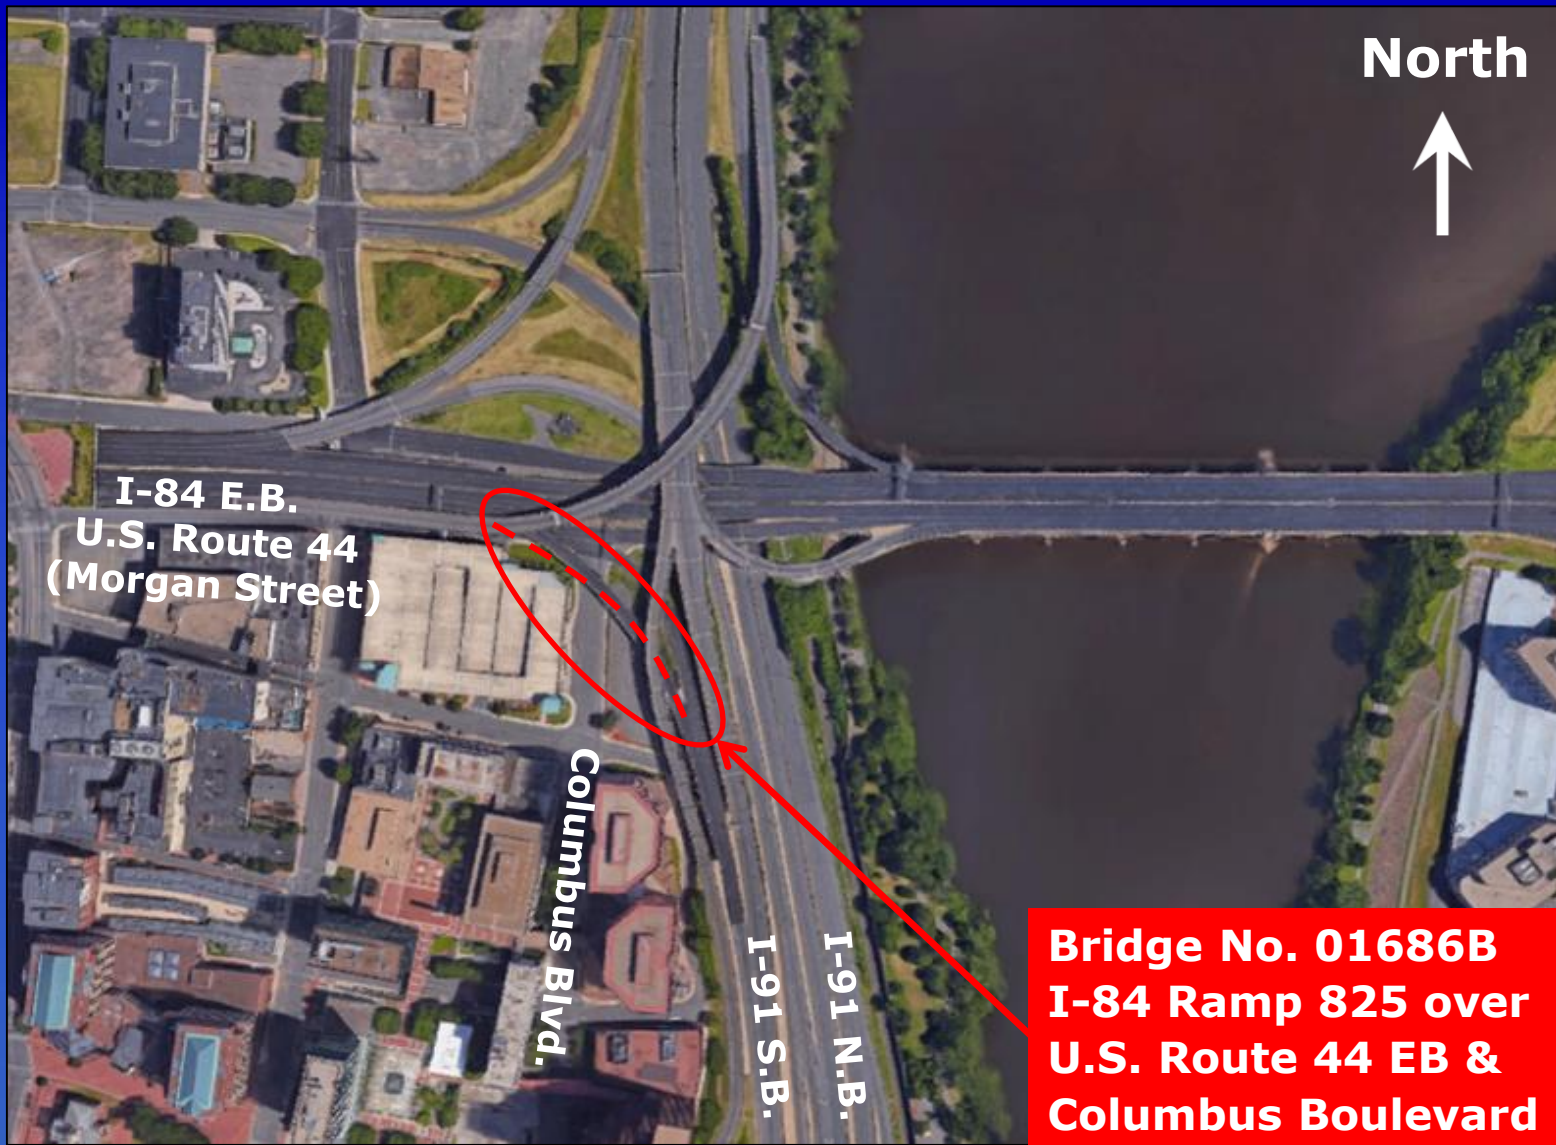 North
I-84 E.B.
U.S. Route 44
(Morgan Street)
Columbus Blvd.
I-91 S.B.
I-91 N.B.
Bridge No. 01686B
I-84 Ramp 825 over
U.S. Route 44 EB &
Columbus Boulevard